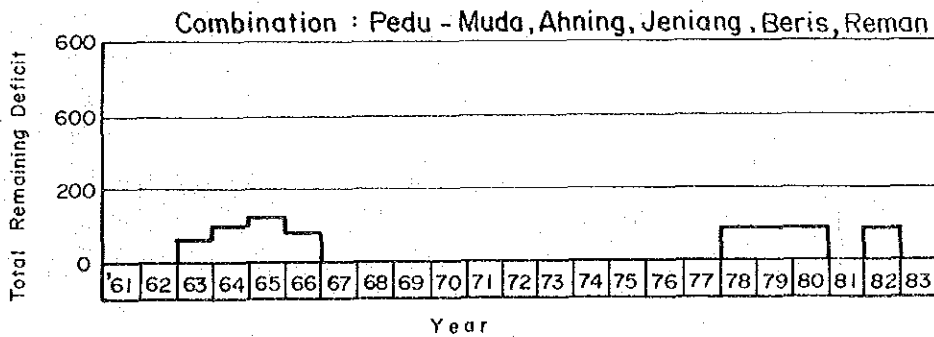 Combination : Pedu - Muda, Ahning, Jeniang, Beris, Reman
Total Remaining Deficit
600
600
200
0
'61 62 63 64 65 66 67 68 69 70 71 72 73 74 75 76 77 78 79 80 81 82 83
Year